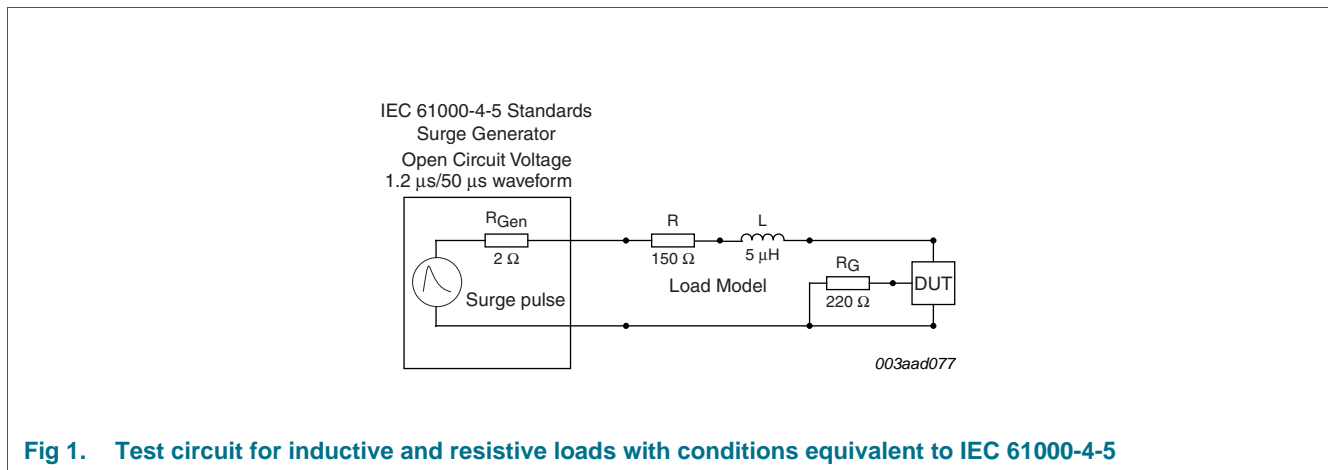 IEC 61000-4-5 Standards
Surge Generator
Open Circuit Voltage
1.2 μs/50 μs waveform
RGen
2 Ω
Surge pulse
R
150 Ω
L
5 μH
Load Model
RG
220 Ω
DUT
003aad077
Fig 1. Test circuit for inductive and resistive loads with conditions equivalent to IEC 61000-4-5